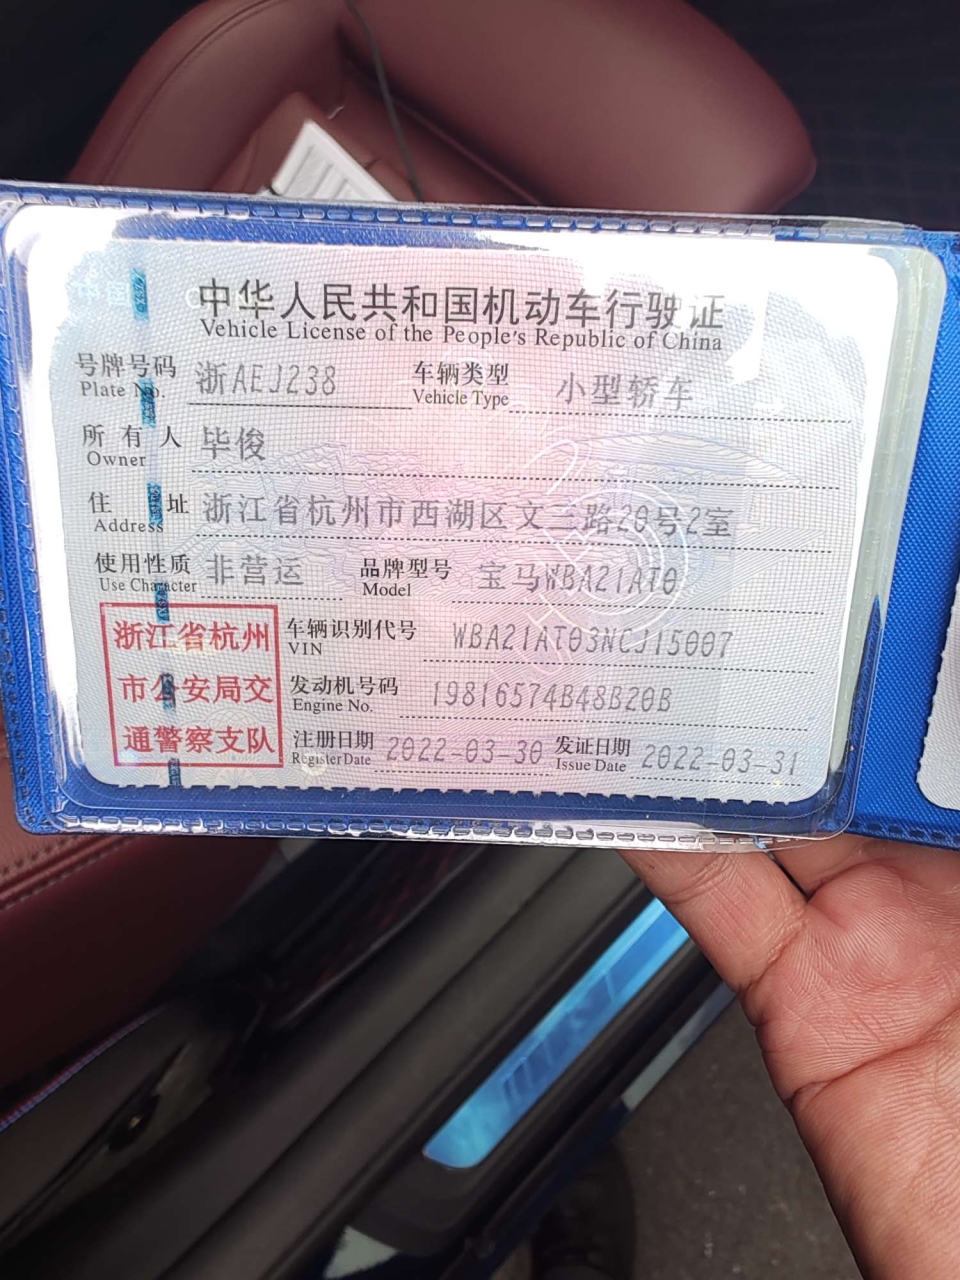 中华人民共和国机动车行驶证
Vehicle License of the People's Republic of China
号牌号码 浙AEJ238 车辆类型 小型轿车
Plate No. Vehicle Type
所有人 毕俊
Owner
住址 浙江省杭州市西湖区文三路20号2室
Address
使用性质 非营运 品牌型号 宝马WBA21AT0
Use Character Model
浙江省杭州
市公安局交
通警察支队
车辆识别代号 WBA21AT03NCJ15007
VIN
发动机号码 19816574B48B20B
Engine No.
注册日期 2022-03-30 发证日期 2022-03-31
Register Date Issue Date